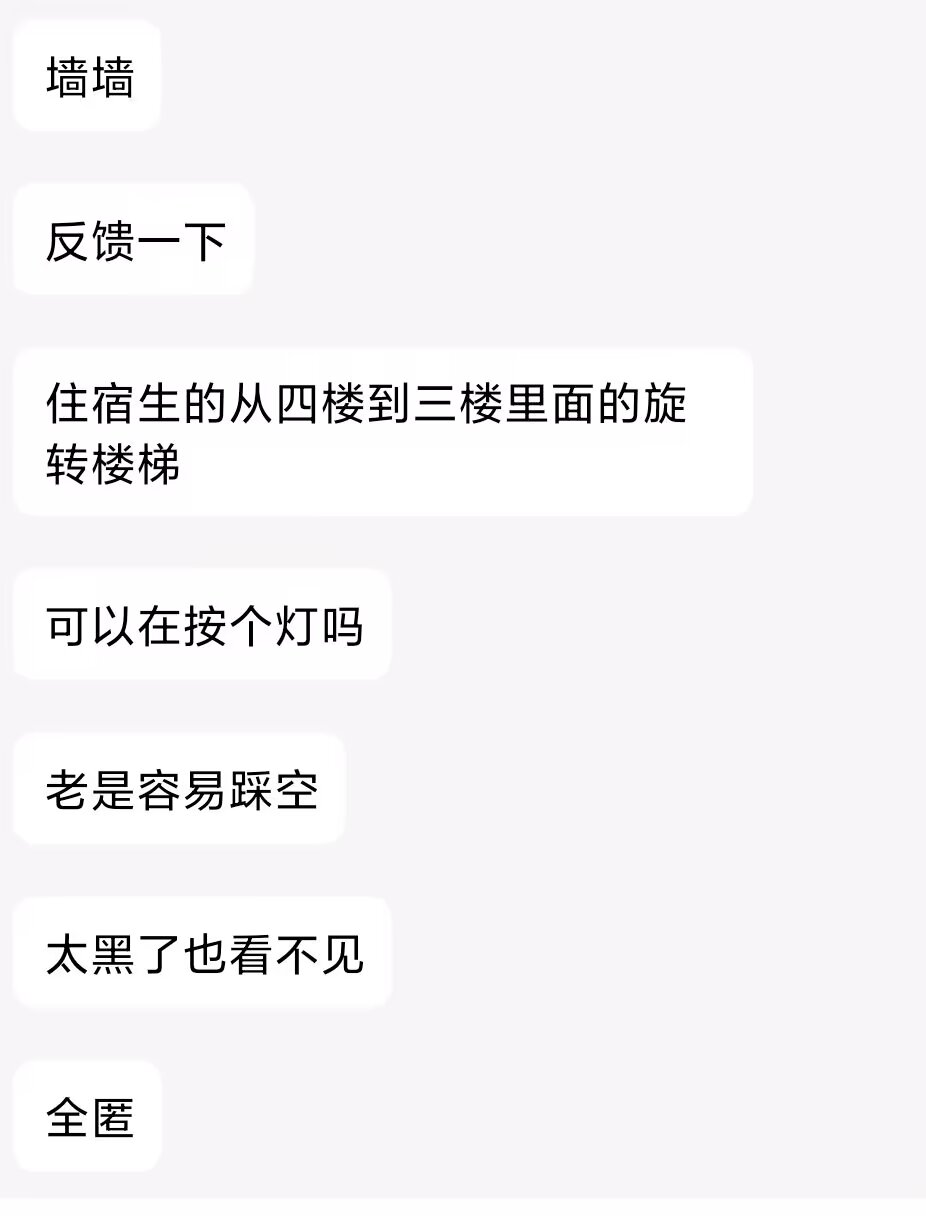 墙墙
反馈一下
住宿生的从四楼到三楼里面的旋
转楼梯
可以在按个灯吗
老是容易踩空
太黑了也看不见
全匿